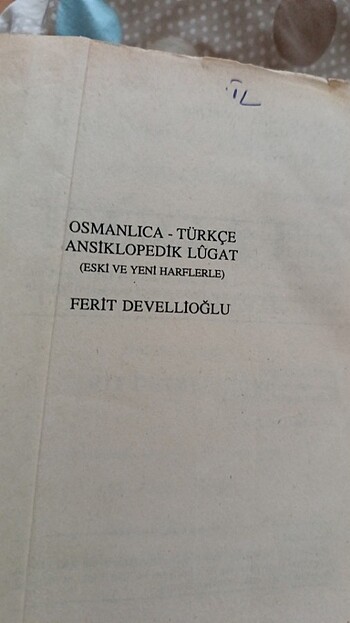 OSMANLICA - TÜRKÇE
ANSİKLOPEDİK LÛGAT
(ESKİ VE YENİ HARFLERLE)
FERİT DEVELLİOĞLU